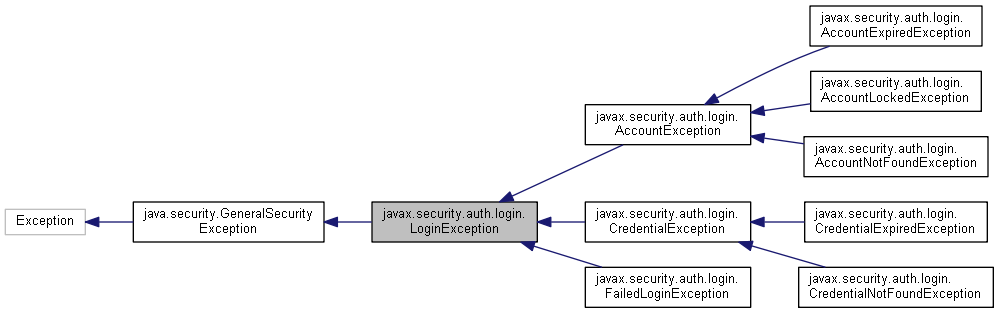 Exception
java.security.GeneralSecurity
Exception
javax.security.auth.login.
LoginException
javax.security.auth.login.
AccountException
javax.security.auth.login.
CredentialException
javax.security.auth.login.
FailedLoginException
javax.security.auth.login.
AccountExpiredException
javax.security.auth.login.
AccountLockedException
javax.security.auth.login.
AccountNotFoundException
javax.security.auth.login.
CredentialExpiredException
javax.security.auth.login.
CredentialNotFoundException